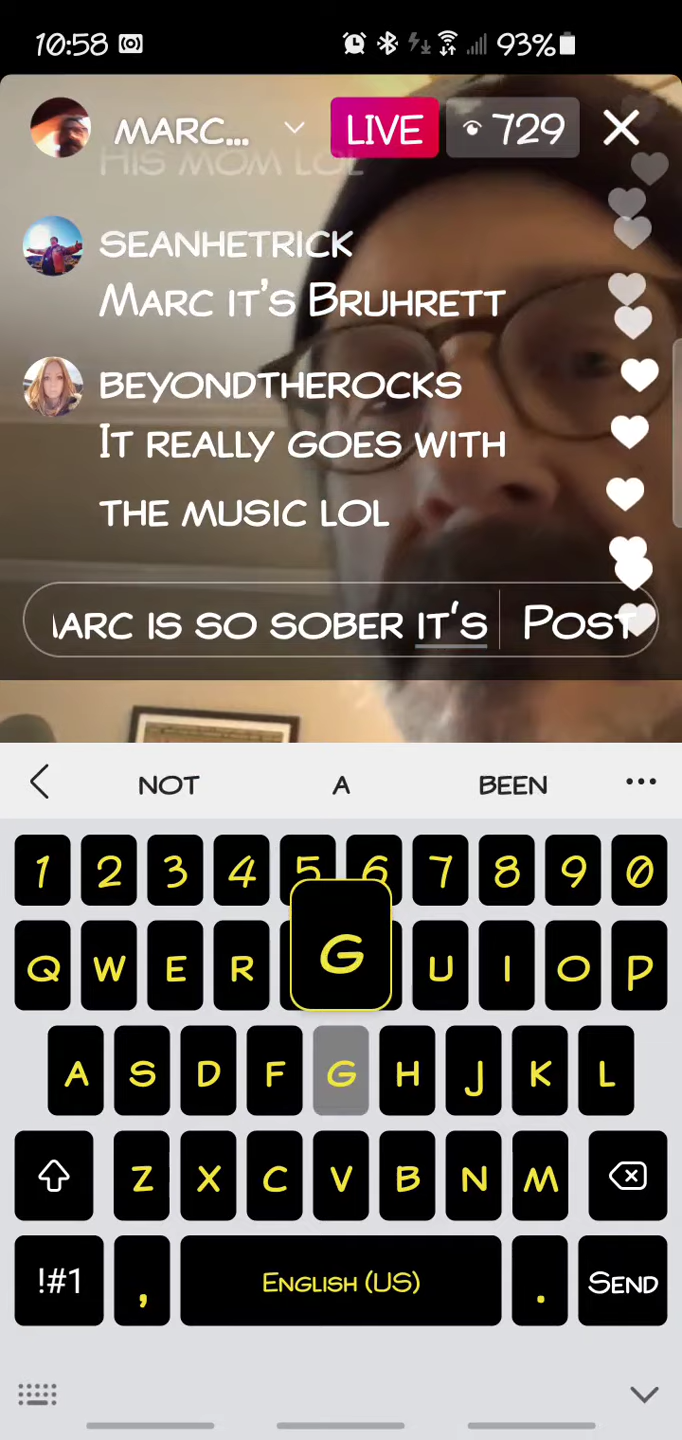 10:58 93%
MARC... LIVE 729
HIS MOM LOL
SEANHETRICK
MARC IT'S BRUHRETT
BEYONDTHEROCKS
IT REALLY GOES WITH
THE MUSIC LOL
ARC IS SO SOBER IT'S POST
NOT A BEEN
1 2 3 4 5 6 7 8 9 0
G
Q W E R U I O P
A S D F G H J K L
Z X C V B N M
!#1 , ENGLISH (US) . SEND